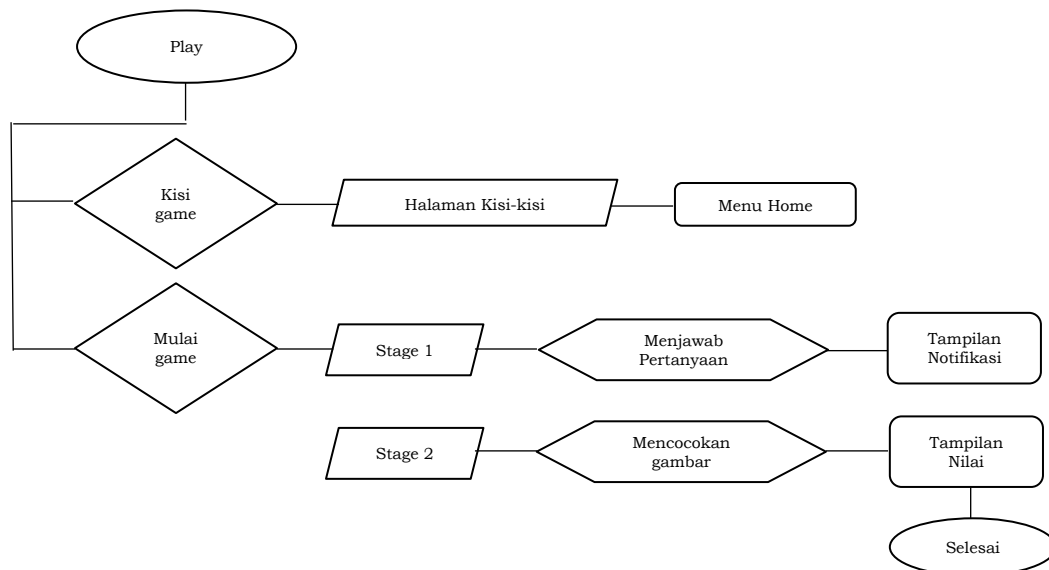 Play
Kisi
game
Halaman Kisi-kisi
Menu Home
Mulai
game
Stage 1
Menjawab
Pertanyaan
Tampilan
Notifikasi
Stage 2
Mencocokan
gambar
Tampilan
Nilai
Selesai